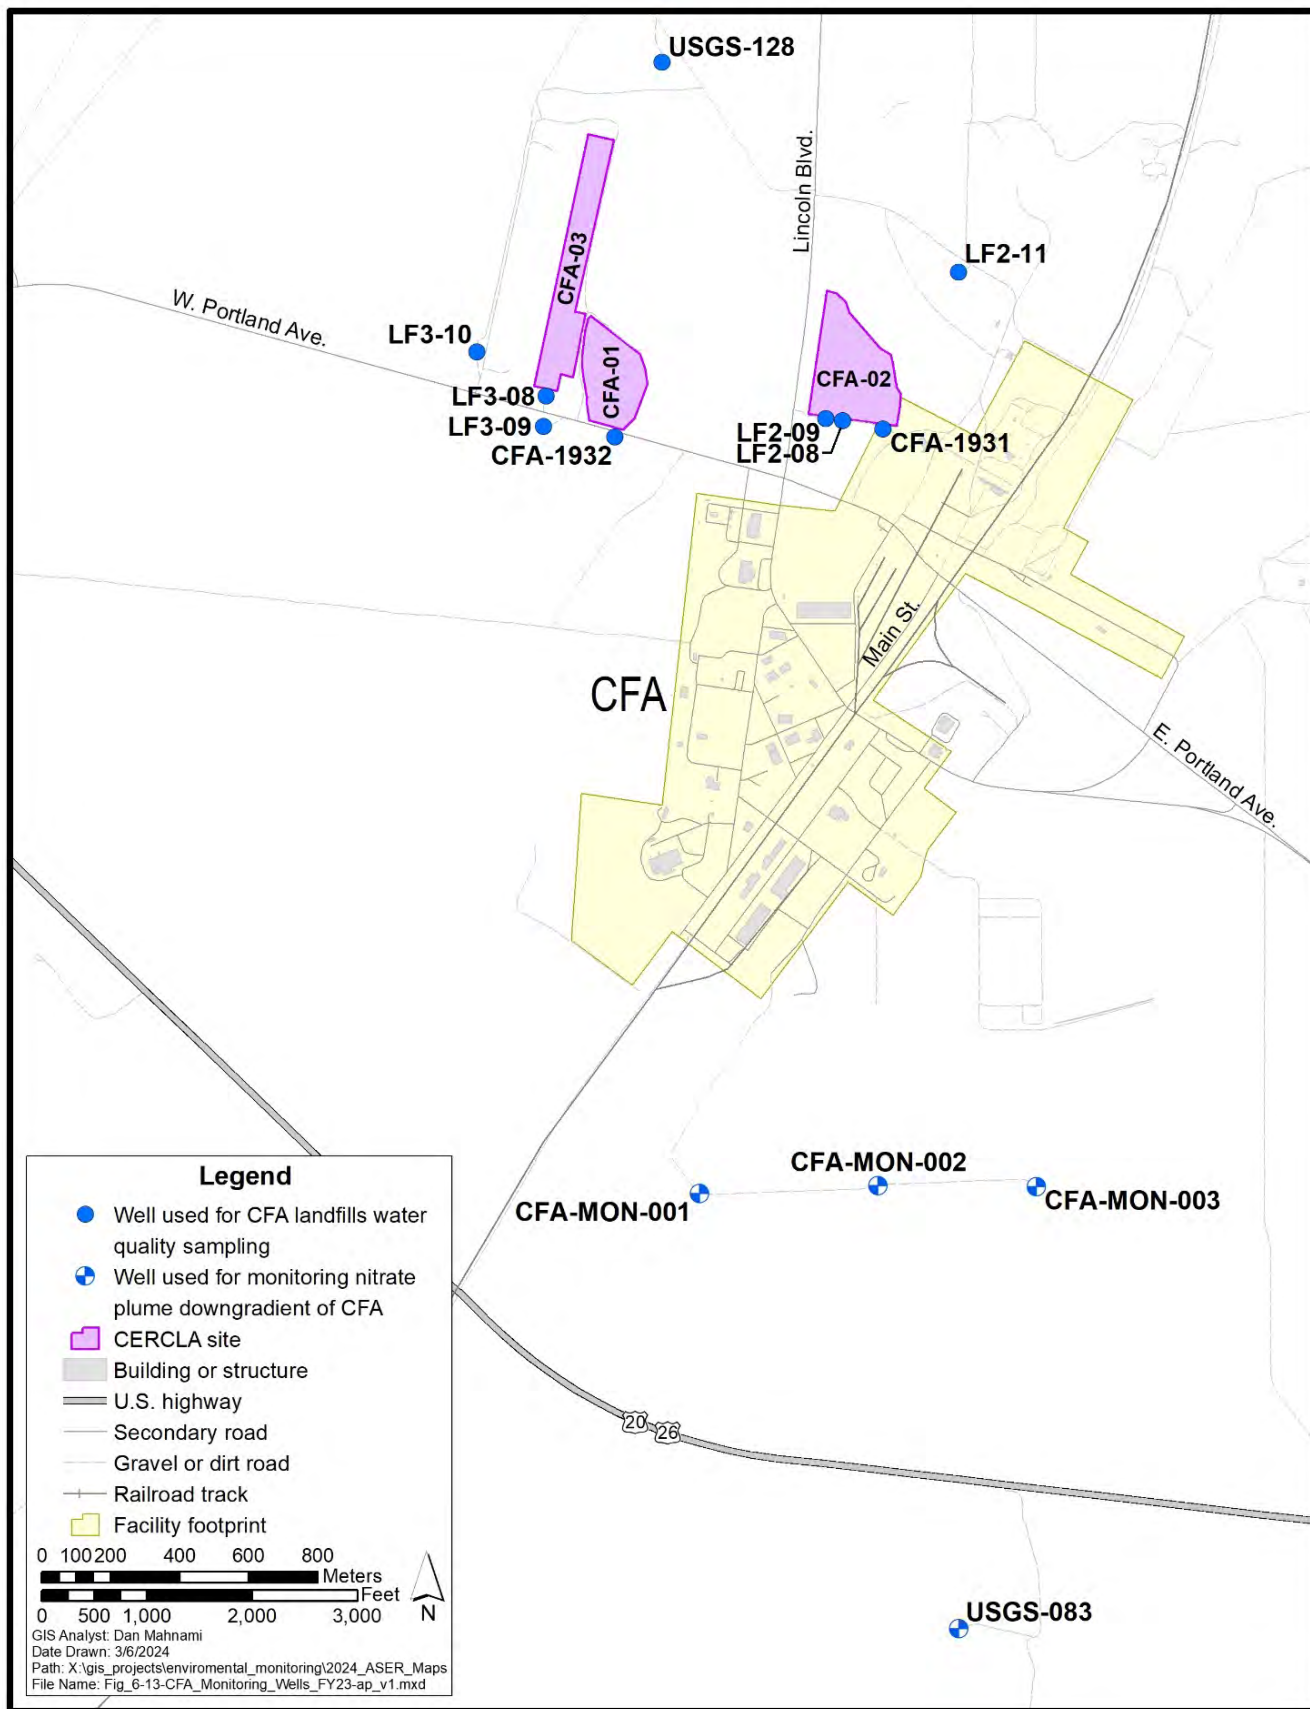 USGS-128
Lincoln Blvd.
LF2-11
CFA-03
W. Portland Ave.
LF3-10
CFA-01
CFA-02
LF3-08
LF3-09
CFA-1932
LF2-09
LF2-08
CFA-1931
Main St.
CFA
E. Portland Ave.
CFA-MON-002
CFA-MON-001
CFA-MON-003
Legend
Well used for CFA landfills water
quality sampling
Well used for monitoring nitrate
plume downgradient of CFA
CERCLA site
Building or structure
U.S. highway
Secondary road
Gravel or dirt road
Railroad track
Facility footprint
0 100 200 400 600 800
Meters
Feet
0 500 1,000 2,000 3,000
N
GIS Analyst: Dan Mahnami
Date Drawn: 3/6/2024
Path: X:\gis_projects\enviromental_monitoring\2024_ASER_Maps
File Name: Fig_6-13-CFA_Monitoring_Wells_FY23-ap_v1.mxd
20 26
USGS-083